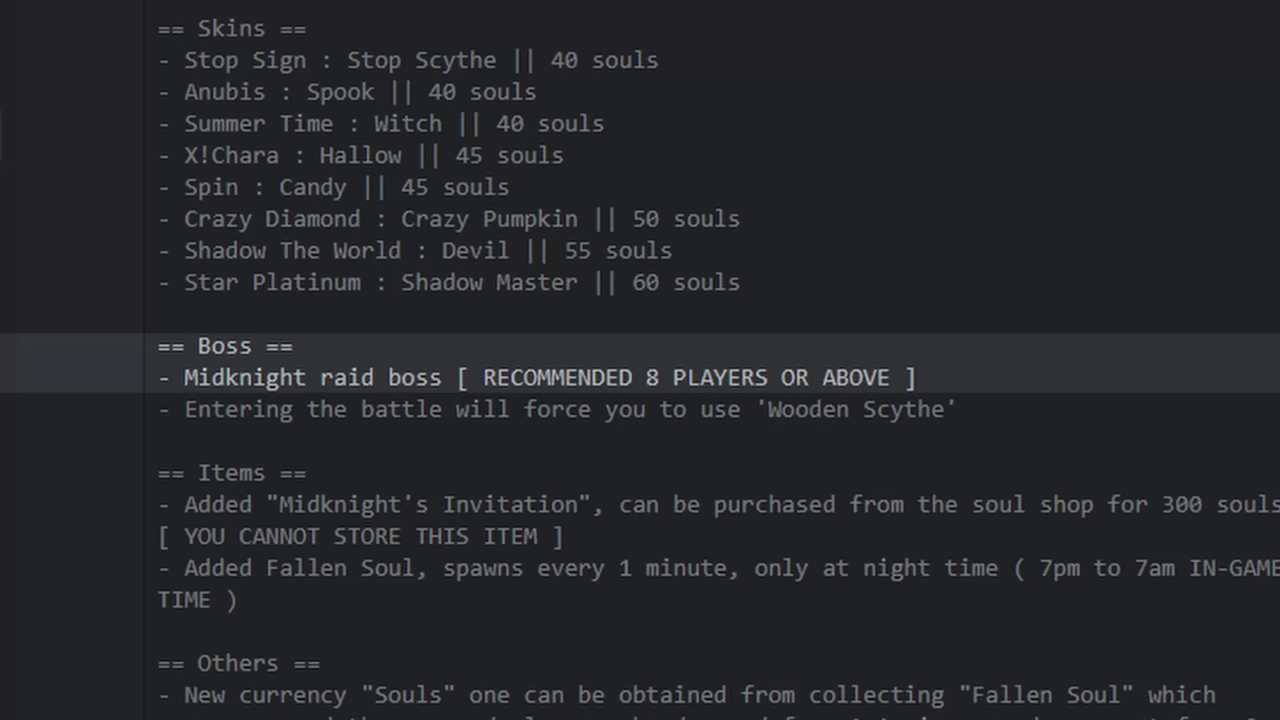 == Skins ==
- Stop Sign : Stop Scythe || 40 souls
- Anubis : Spook || 40 souls
- Summer Time : Witch || 40 souls
- X!Chara : Hallow || 45 souls
- Spin : Candy || 45 souls
- Crazy Diamond : Crazy Pumpkin || 50 souls
- Shadow The World : Devil || 55 souls
- Star Platinum : Shadow Master || 60 souls
== Boss ==
- Midknight raid boss [ RECOMMENDED 8 PLAYERS OR ABOVE ]
- Entering the battle will force you to use 'Wooden Scythe'
== Items ==
- Added "Midknight's Invitation", can be purchased from the soul shop for 300 souls
[ YOU CANNOT STORE THIS ITEM ]
- Added Fallen Soul, spawns every 1 minute, only at night time ( 7pm to 7am IN-GAME
TIME )
== Others ==
- New currency "Souls" one can be obtained from collecting "Fallen Soul" which